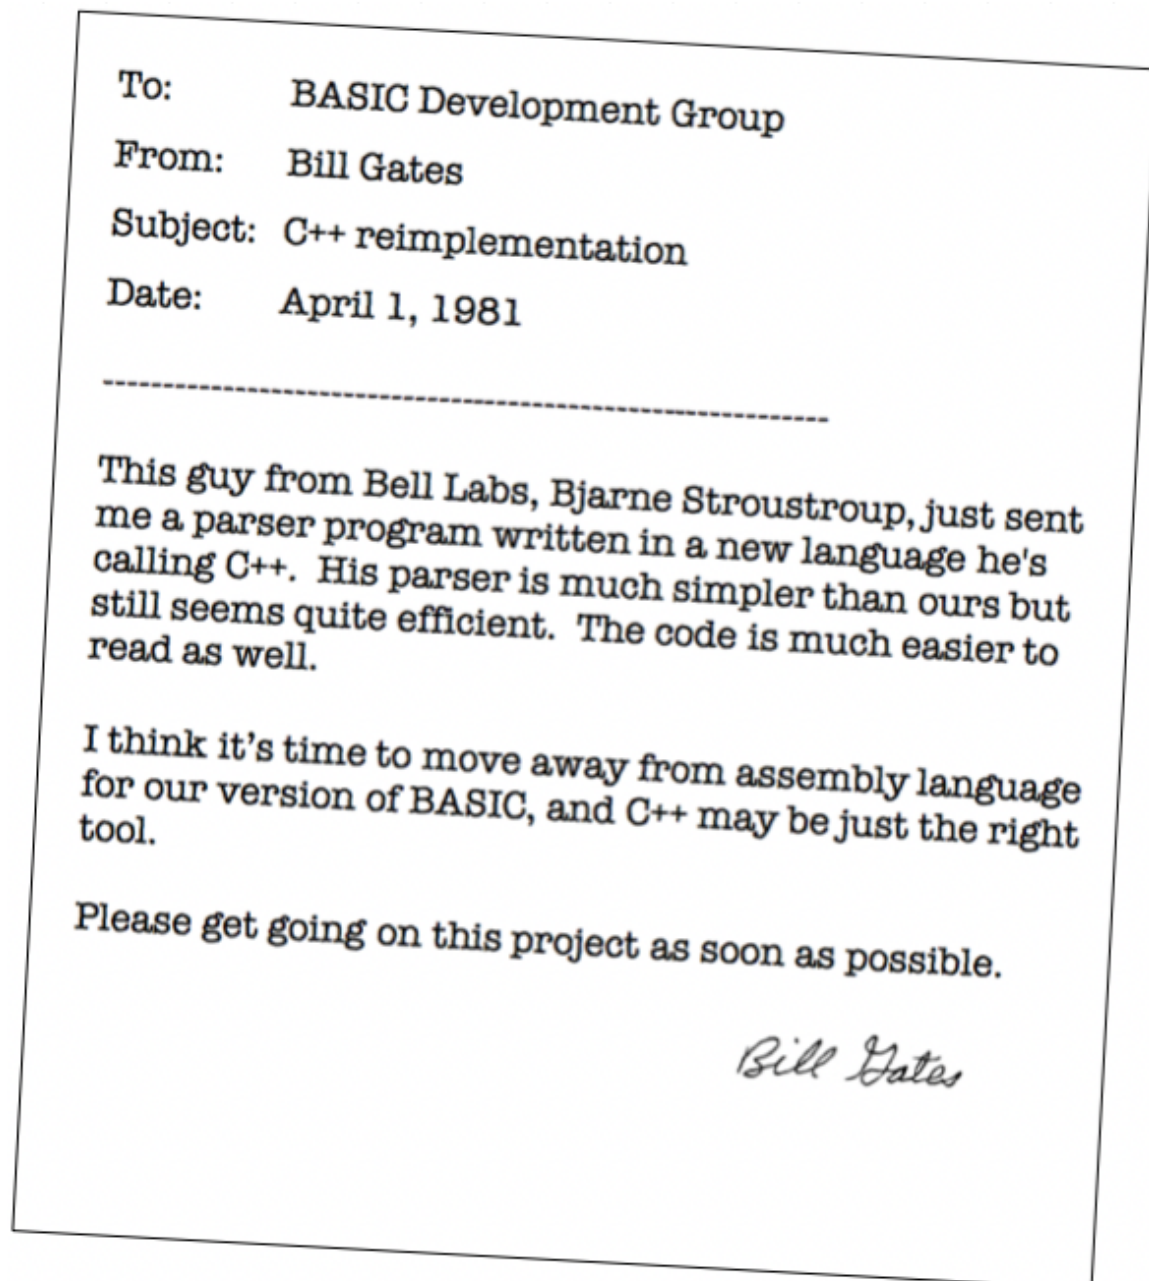 To: BASIC Development Group
From: Bill Gates
Subject: C++ reimplementation
Date: April 1, 1981
------------------------------------------------------------
This guy from Bell Labs, Bjarne Stroustroup, just sent
me a parser program written in a new language he's
calling C++.  His parser is much simpler than ours but
still seems quite efficient.  The code is much easier to
read as well.
I think it’s time to move away from assembly language
for our version of BASIC, and C++ may be just the right
tool.
Please get going on this project as soon as possible.
Bill Gates